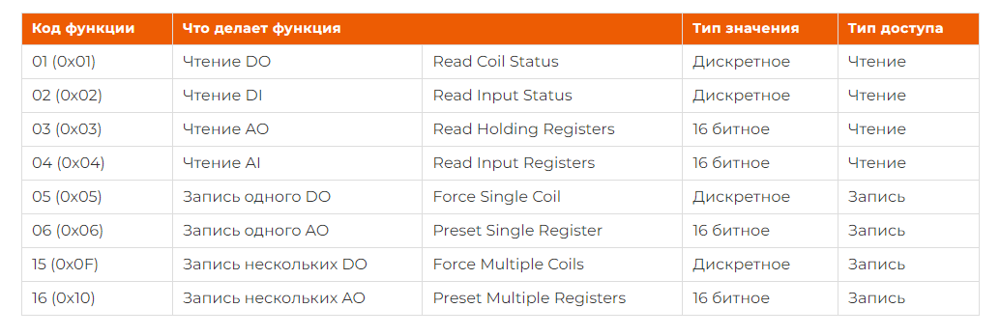 Код функции Что делает функция Тип значения Тип доступа
01 (0x01) Чтение DO Read Coil Status Дискретное Чтение
02 (0x02) Чтение DI Read Input Status Дискретное Чтение
03 (0x03) Чтение AO Read Holding Registers 16 битное Чтение
04 (0x04) Чтение AI Read Input Registers 16 битное Чтение
05 (0x05) Запись одного DO Force Single Coil Дискретное Запись
06 (0x06) Запись одного AO Preset Single Register 16 битное Запись
15 (0x0F) Запись нескольких DO Force Multiple Coils Дискретное Запись
16 (0x10) Запись нескольких AO Preset Multiple Registers 16 битное Запись